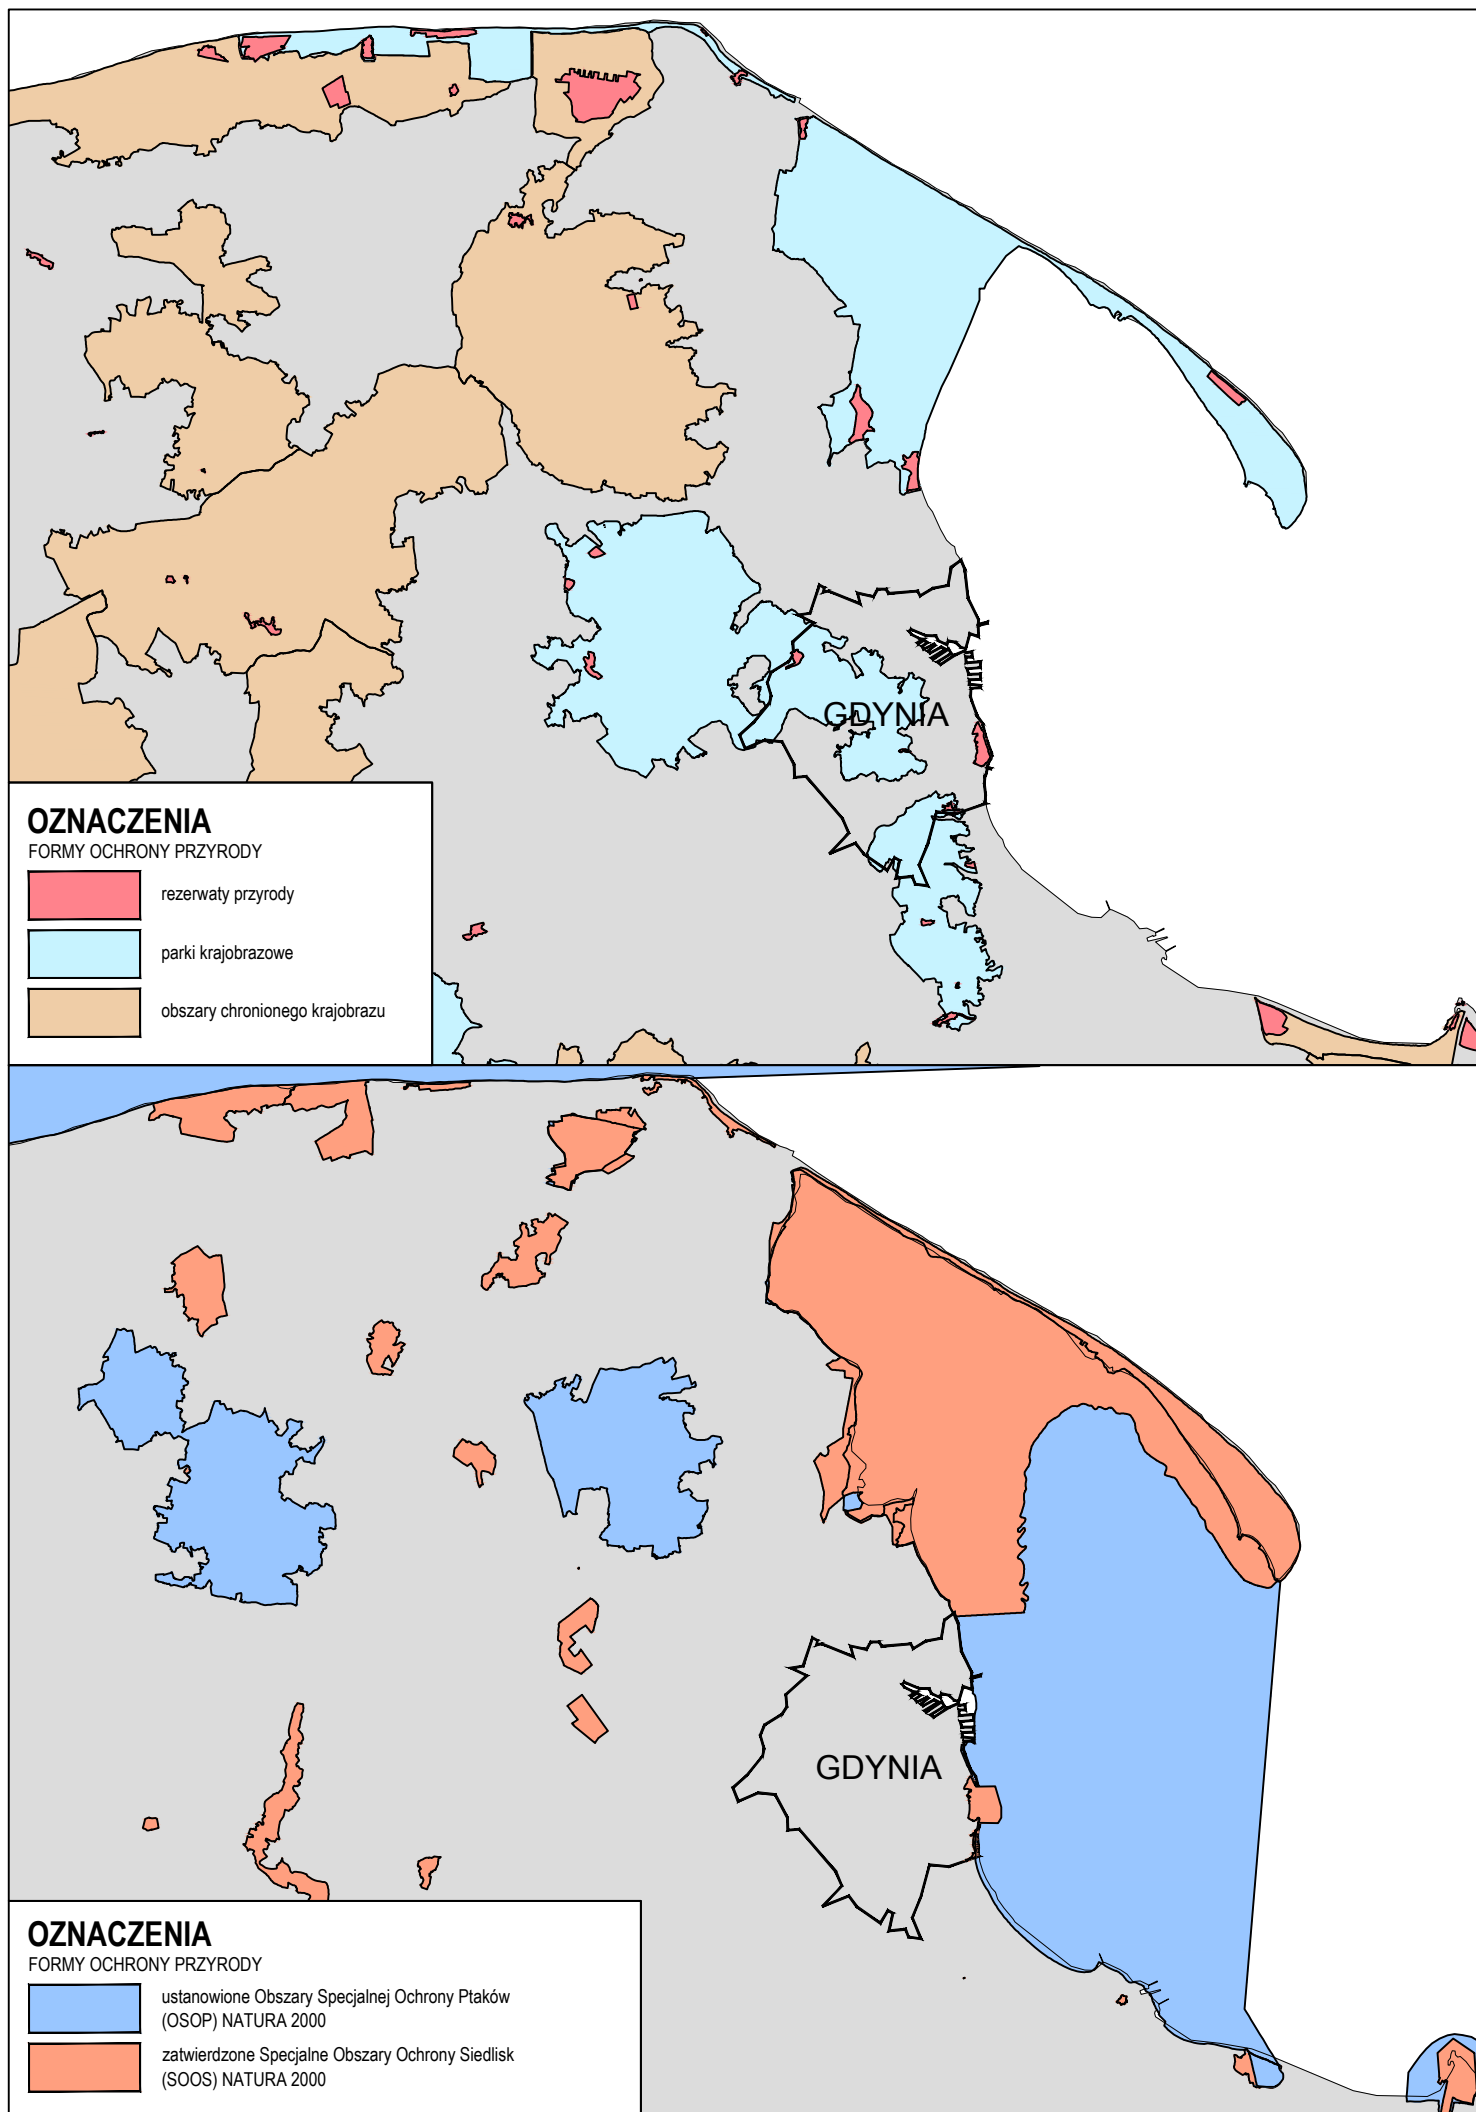 GDYNIA
OZNACZENIA
FORMY OCHRONY PRZYRODY
rezerwaty przyrody
parki krajobrazowe
obszary chronionego krajobrazu
GDYNIA
OZNACZENIA
FORMY OCHRONY PRZYRODY
ustanowione Obszary Specjalnej Ochrony Ptaków
(OSOP) NATURA 2000
zatwierdzone Specjalne Obszary Ochrony Siedlisk
(SOOS) NATURA 2000